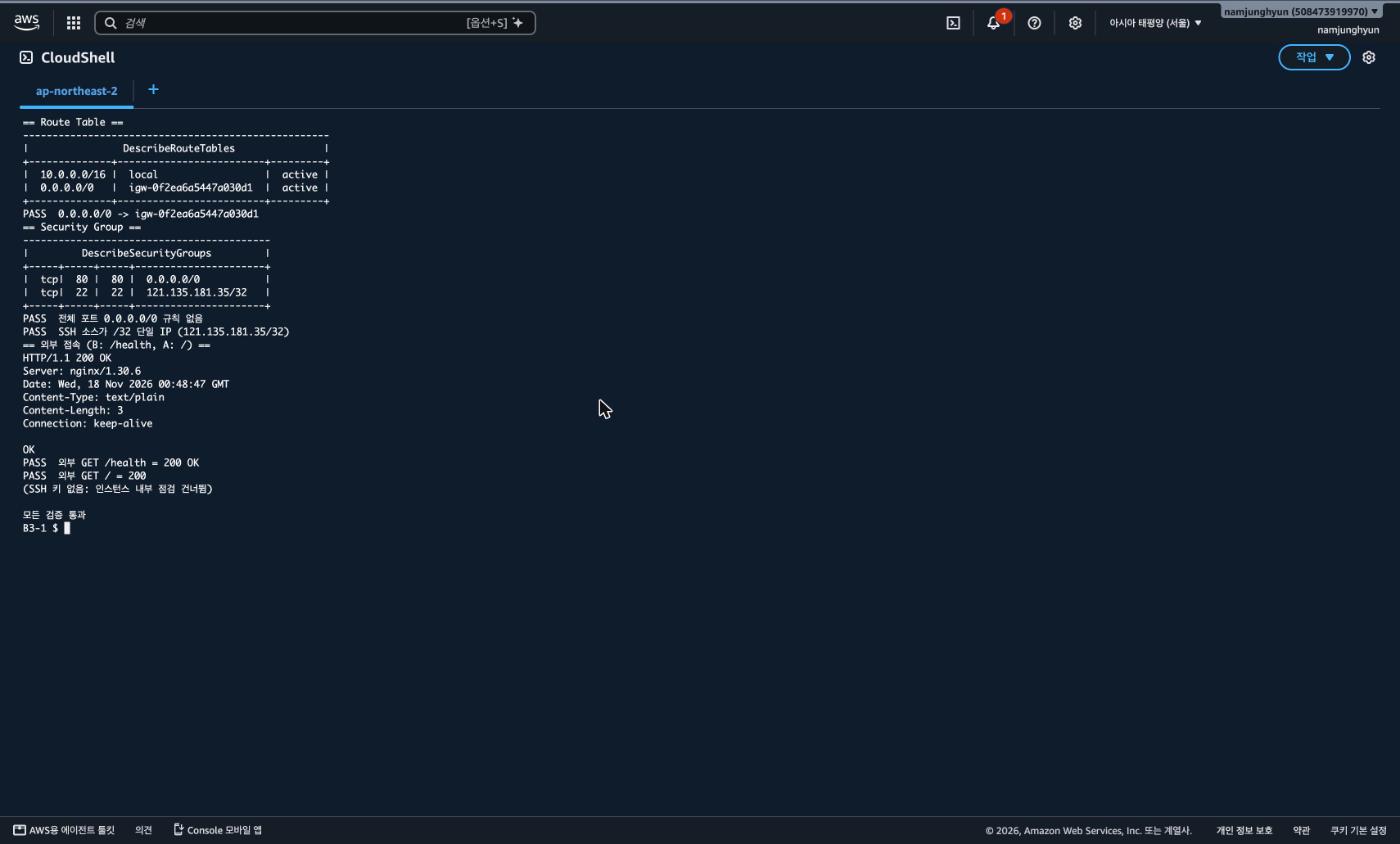 aws
검색
[옵션+S]
1
아시아 태평양 (서울) ▼
namjunghyun (508473919970) ▼
namjunghyun
CloudShell
작업 ▼
ap-northeast-2
+
== Route Table ==
-----------------------------------------------------
|                DescribeRouteTables                |
+---------------+-------------------------+---------+
|  10.0.0.0/16 |  local                  |  active |
|  0.0.0.0/0   |  igw-0f2ea6a5447a030d1  |  active |
+---------------+-------------------------+---------+
PASS  0.0.0.0/0 -> igw-0f2ea6a5447a030d1
== Security Group ==
-------------------------------------------
|         DescribeSecurityGroups          |
+-----+-----+-----+-----------------------+
|  tcp|  80 |  80 |  0.0.0.0/0           |
|  tcp|  22 |  22 |  121.135.181.35/32   |
+-----+-----+-----+-----------------------+
PASS  전체 포트 0.0.0.0/0 규칙 없음
PASS  SSH 소스가 /32 단일 IP (121.135.181.35/32)
== 외부 접속 (B: /health, A: /) ==
HTTP/1.1 200 OK
Server: nginx/1.30.6
Date: Wed, 18 Nov 2026 00:48:47 GMT
Content-Type: text/plain
Content-Length: 3
Connection: keep-alive
OK
PASS  외부 GET /health = 200 OK
PASS  외부 GET / = 200
(SSH 키 없음: 인스턴스 내부 점검 건너뜀)
모든 검증 통과
B3-1 $
AWS용 에이전트 툴킷
의견
Console 모바일 앱
© 2026, Amazon Web Services, Inc. 또는 계열사.
개인 정보 보호
약관
쿠키 기본 설정